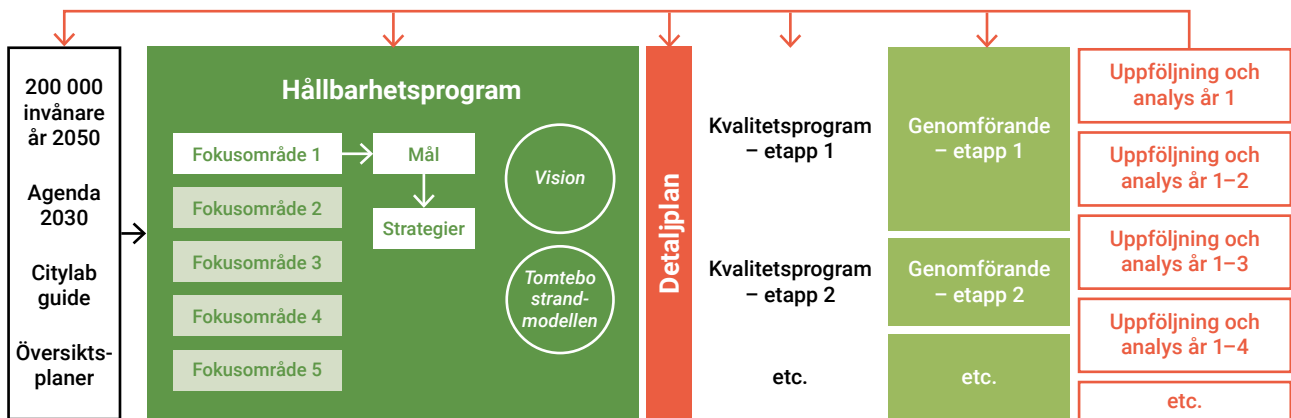 200 000
invånare
år 2050
Agenda
2030
Citylab
guide
Översikts-
planer
Hållbarhetsprogram
Fokusområde 1
Mål
Fokusområde 2
Strategier
Fokusområde 3
Fokusområde 4
Fokusområde 5
Vision
Tomtebo
strand-
modellen
Detaljplan
Kvalitetsprogram
– etapp 1
Kvalitetsprogram
– etapp 2
etc.
Genomförande
– etapp 1
Genomförande
– etapp 2
etc.
Uppföljning och
analys år 1
Uppföljning och
analys år 1–2
Uppföljning och
analys år 1–3
Uppföljning och
analys år 1–4
etc.